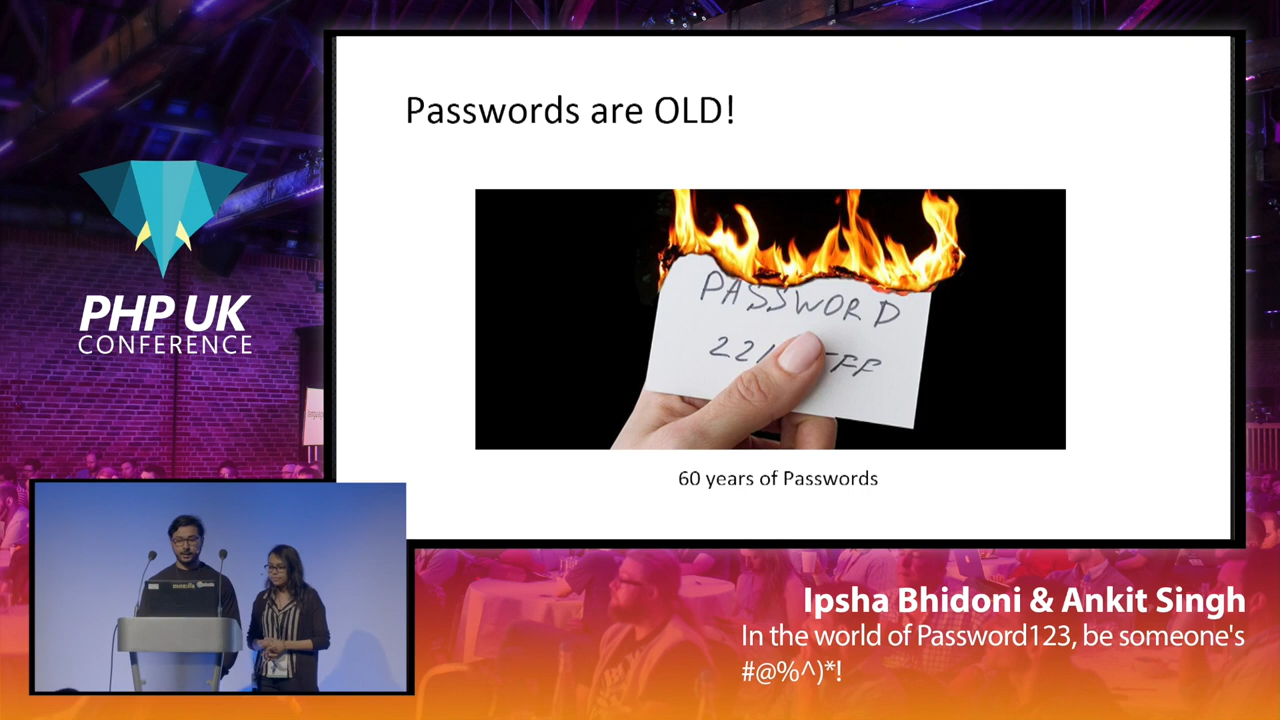 Passwords are OLD!
PASSWORD
60 years of Passwords
PHP UK
CONFERENCE
mozilla
Ipsha Bhidoni & Ankit Singh
In the world of Password123, be someone's
#@%^)*!